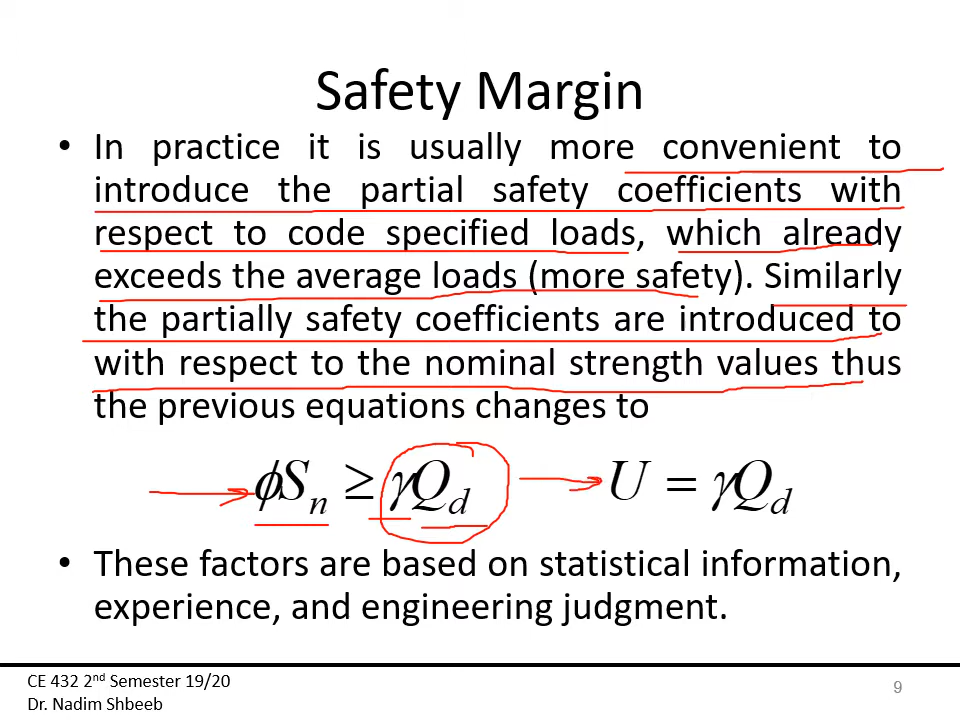 Safety Margin
• In practice it is usually more convenient to
introduce the partial safety coefficients with
respect to code specified loads, which already
exceeds the average loads (more safety). Similarly
the partially safety coefficients are introduced to
with respect to the nominal strength values thus
the previous equations changes to
ϕSₙ ≥ γQ_d U = γQ_d
• These factors are based on statistical information,
experience, and engineering judgment.
CE 432 2nd Semester 19/20
Dr. Nadim Shbeeb
9